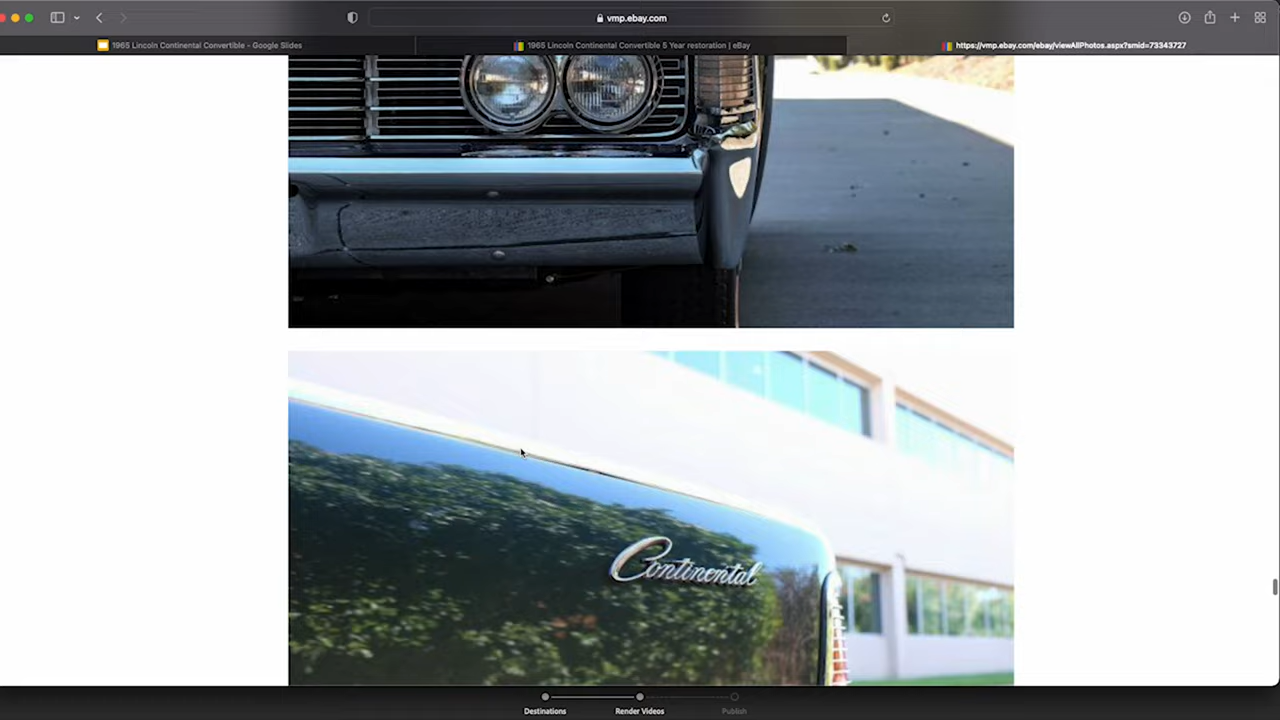 vmp.ebay.com
1965 Lincoln Continental Convertible - Google Slides
1965 Lincoln Continental Convertible 5 Year restoration | eBay
https://vmp.ebay.com/ebay/viewAllPhotos.aspx?smid=73343727
Continental
Destinations
Render Videos
Publish